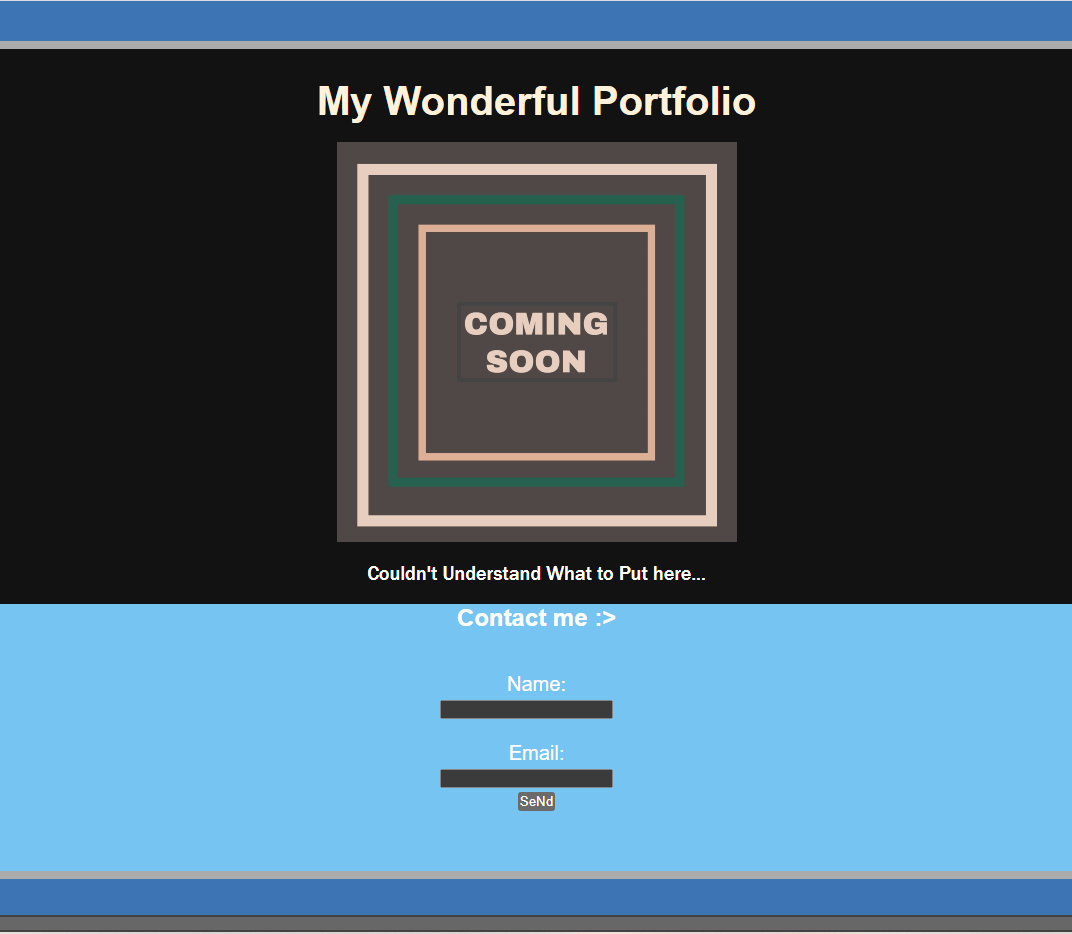 My Wonderful Portfolio
COMING
SOON
Couldn't Understand What to Put here...
Contact me :>
Name:
Email:
SeNd